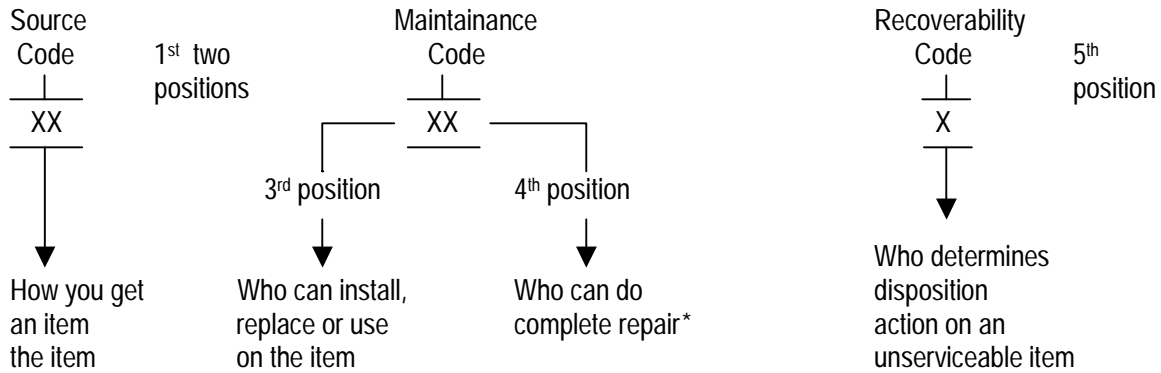 Source
Code
1st two
positions
XX
How you get
an item
the item
Maintainance
Code
XX
3rd position
4th position
Who can install,
replace or use
on the item
Who can do
complete repair*
Recoverability
Code
5th
position
X
Who determines
disposition
action on an
unserviceable item